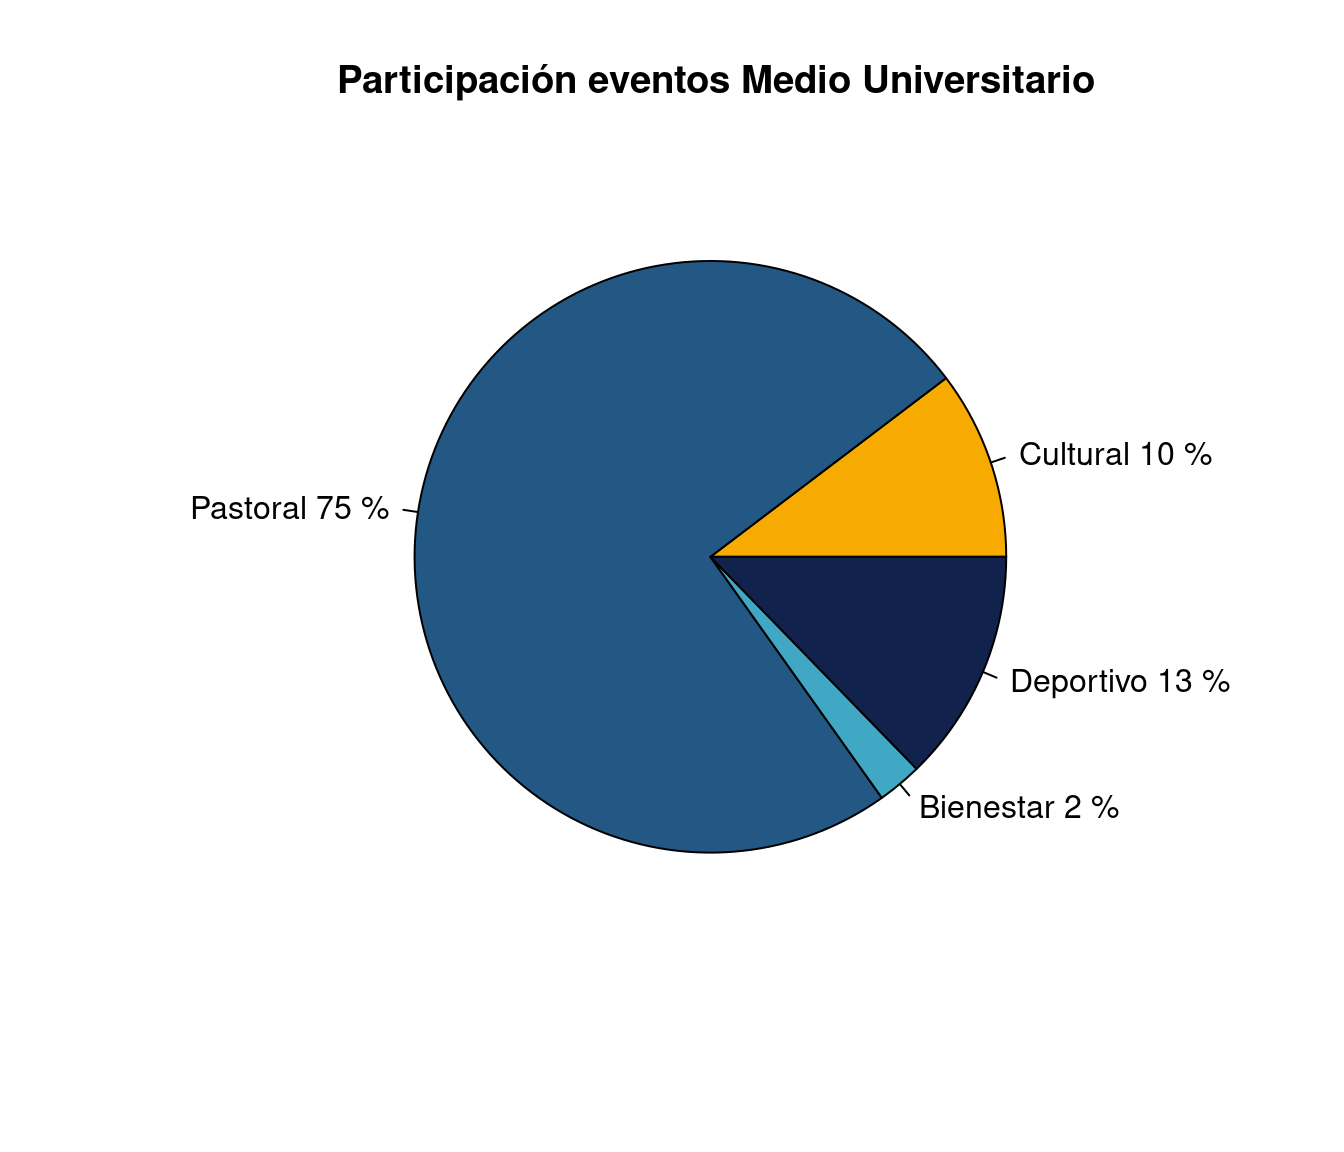 Participación eventos Medio Universitario
Cultural 10 %
Pastoral 75 %
Deportivo 13 %
Bienestar 2 %